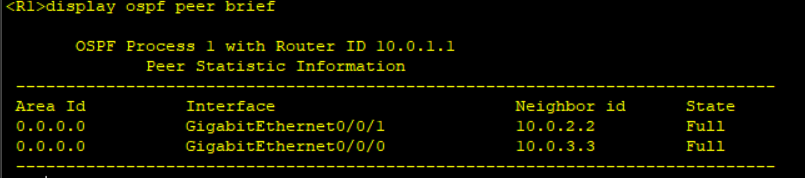 <R1>display ospf peer brief
OSPF Process 1 with Router ID 10.0.1.1
Peer Statistic Information
----------------------------------------------------------------------------
Area Id Interface Neighbor id State
0.0.0.0 GigabitEthernet0/0/1 10.0.2.2 Full
0.0.0.0 GigabitEthernet0/0/0 10.0.3.3 Full
----------------------------------------------------------------------------